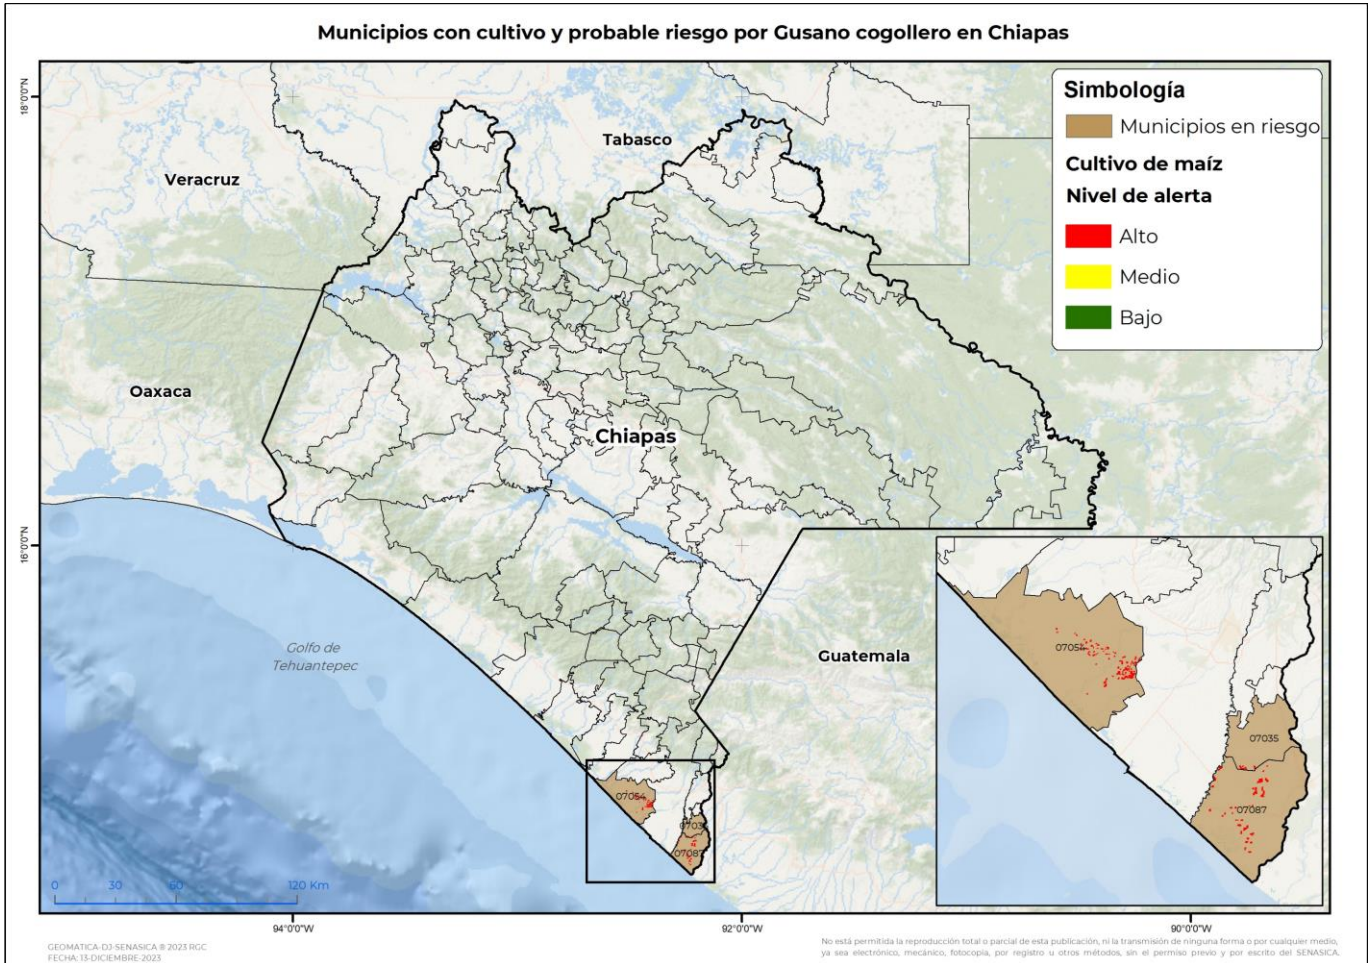 Municipios con cultivo y probable riesgo por Gusano cogollero en Chiapas
Simbología
Municipios en riesgo
Cultivo de maíz
Nivel de alerta
Alto
Medio
Bajo
18°0'0"N
16°0'0"N
Tabasco
Veracruz
Oaxaca
Chiapas
Guatemala
Golfo de
Tehuantepec
07054
07087
07035
07087
0 30 60 120 Km
94°0'0"W
92°0'0"W
90°0'0"W
GEOMATICA-DJ-SENASICA ® 2023 RGC
FECHA: 13-DICIEMBRE-2023
No está permitida la reproducción total o parcial de esta publicación, ni la transmisión de ninguna forma o por cualquier medio,
ya sea electrónico, mecánico, fotocopia, por registro u otros métodos, sin el permiso previo y por escrito del SENASICA.